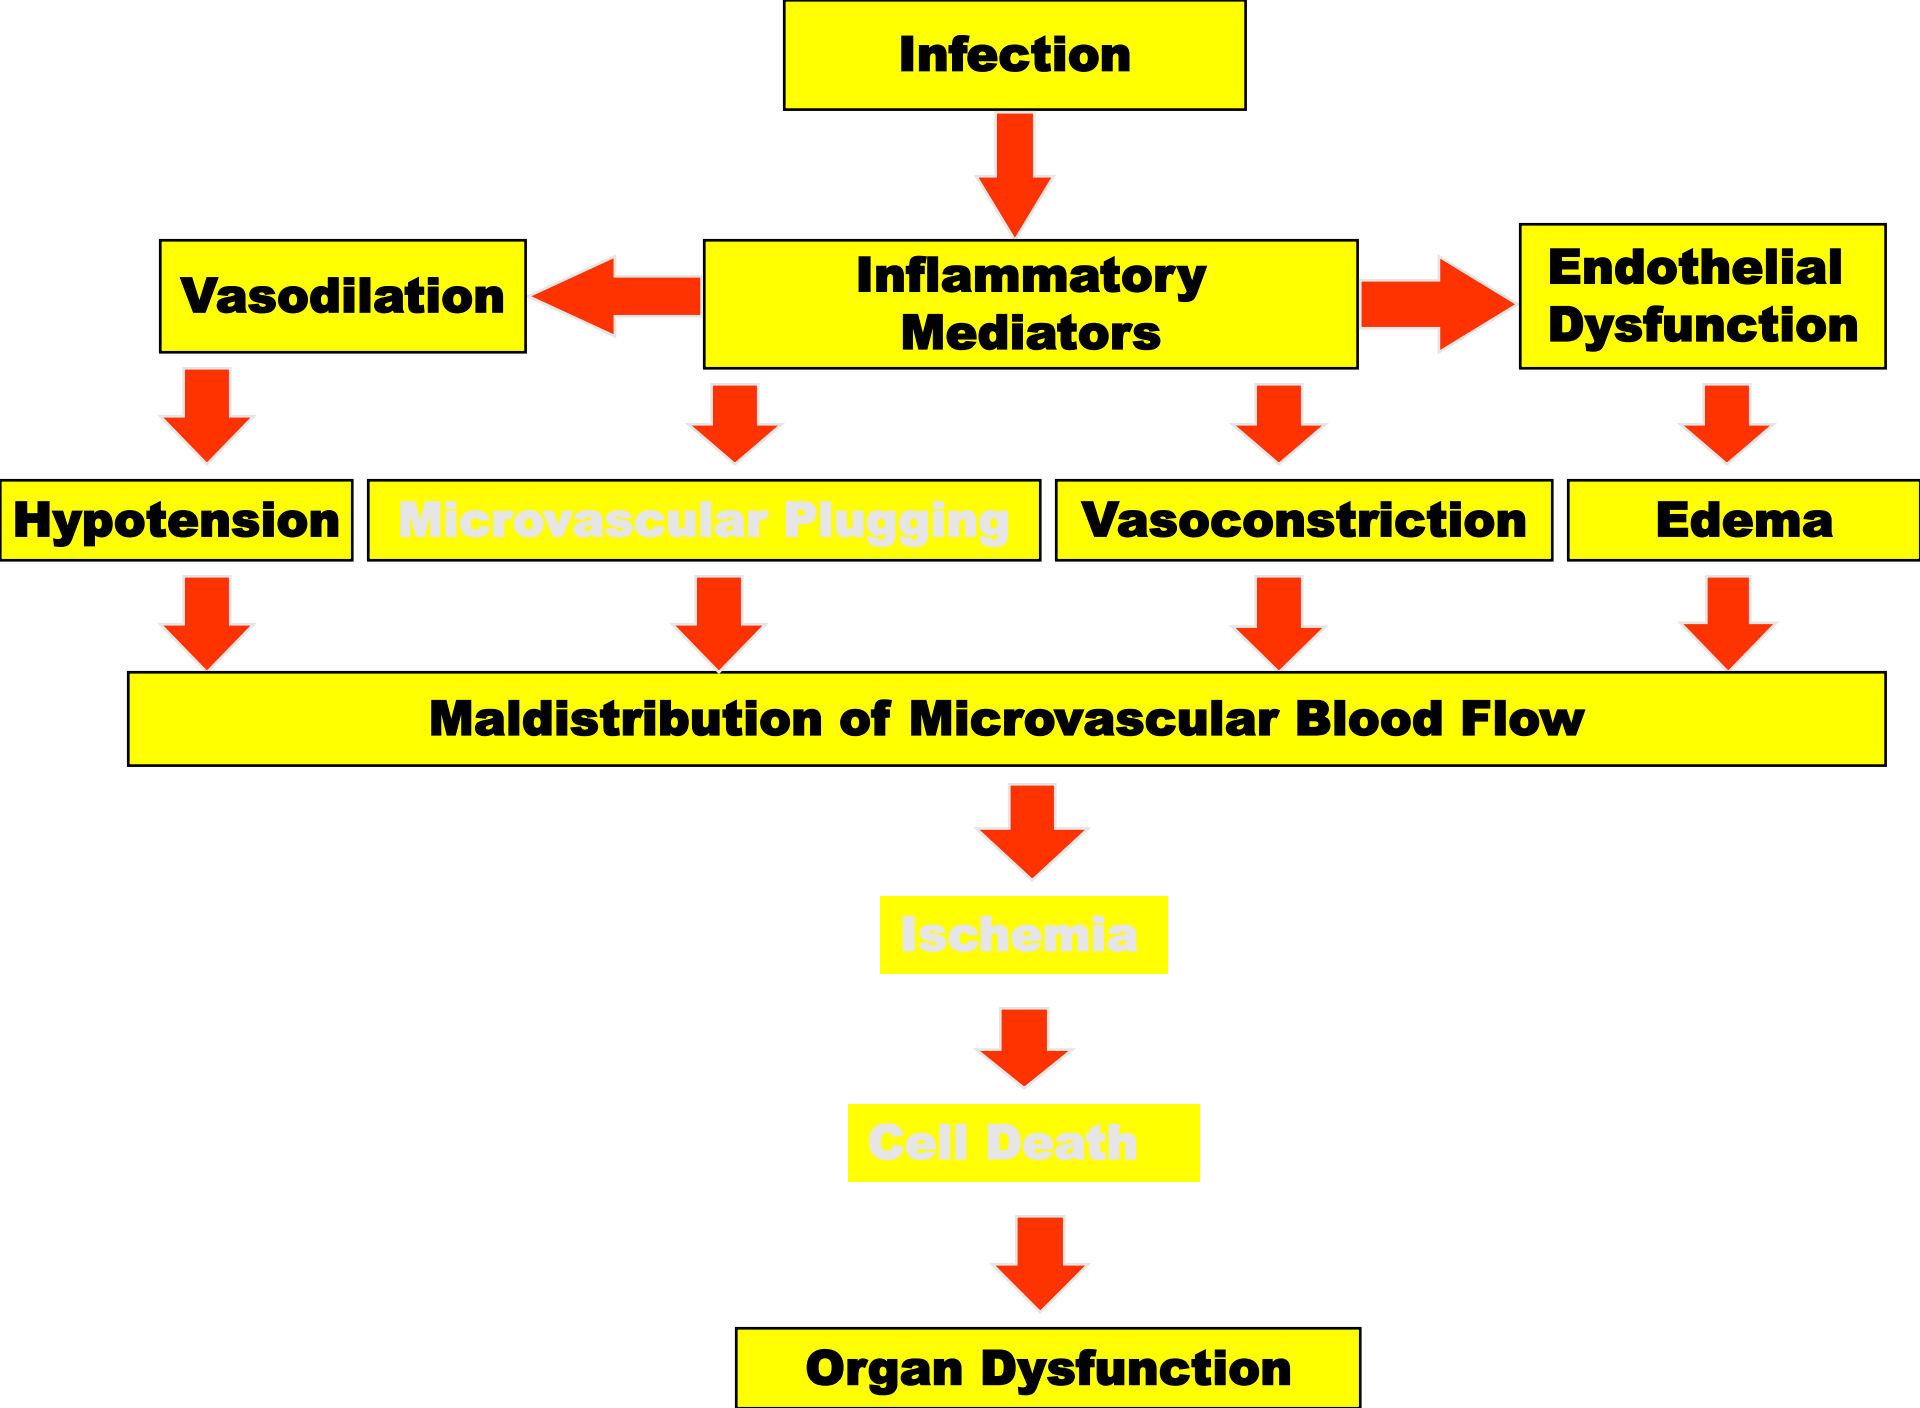 Infection
Vasodilation
Inflammatory
Mediators
Endothelial
Dysfunction
Hypotension
Microvascular Plugging
Vasoconstriction
Edema
Maldistribution of Microvascular Blood Flow
Ischemia
Cell Death
Organ Dysfunction